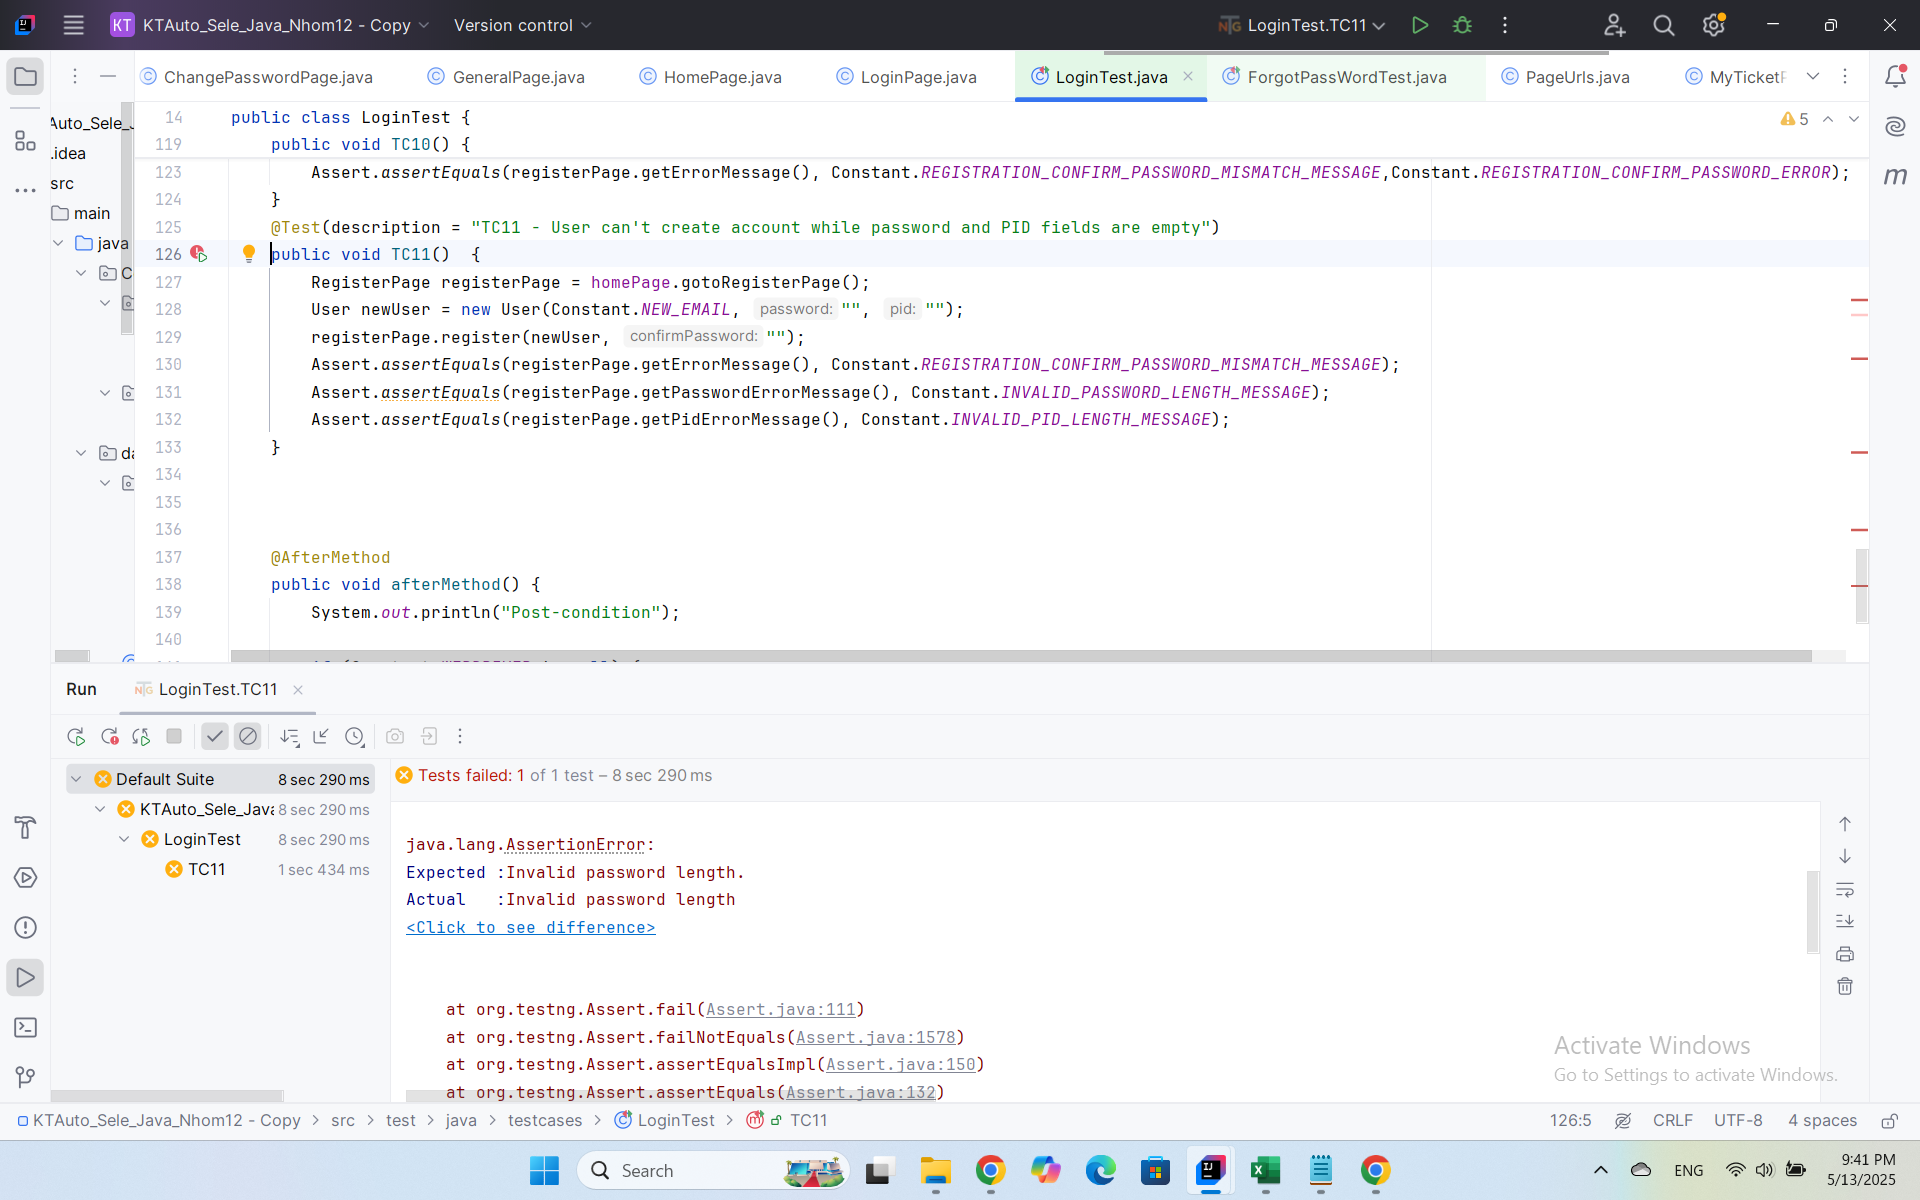 KT KTAuto_Sele_Java_Nhom12 - Copy Version control LoginTest.TC11
ChangePasswordPage.java GeneralPage.java HomePage.java LoginPage.java LoginTest.java ForgotPassWordTest.java PageUrls.java MyTicketP
Auto_Sele_J
.idea
src
main
java
C
da
5
14 public class LoginTest {
119 public void TC10() {
123 Assert.assertEquals(registerPage.getErrorMessage(), Constant.REGISTRATION_CONFIRM_PASSWORD_MISMATCH_MESSAGE,Constant.REGISTRATION_CONFIRM_PASSWORD_ERROR);
124 }
125 @Test(description = "TC11 - User can't create account while password and PID fields are empty")
126 public void TC11()  {
127 RegisterPage registerPage = homePage.gotoRegisterPage();
128 User newUser = new User(Constant.NEW_EMAIL, password: "", pid: "");
129 registerPage.register(newUser, confirmPassword: "");
130 Assert.assertEquals(registerPage.getErrorMessage(), Constant.REGISTRATION_CONFIRM_PASSWORD_MISMATCH_MESSAGE);
131 Assert.assertEquals(registerPage.getPasswordErrorMessage(), Constant.INVALID_PASSWORD_LENGTH_MESSAGE);
132 Assert.assertEquals(registerPage.getPidErrorMessage(), Constant.INVALID_PID_LENGTH_MESSAGE);
133 }
134
135
136
137 @AfterMethod
138 public void afterMethod() {
139 System.out.println("Post-condition");
140
Run LoginTest.TC11
Default Suite 8 sec 290 ms
KTAuto_Sele_Java 8 sec 290 ms
LoginTest 8 sec 290 ms
TC11 1 sec 434 ms
Tests failed: 1 of 1 test – 8 sec 290 ms
java.lang.AssertionError:
Expected :Invalid password length.
Actual   :Invalid password length
<Click to see difference>
at org.testng.Assert.fail(Assert.java:111)
at org.testng.Assert.failNotEquals(Assert.java:1578)
at org.testng.Assert.assertEqualsImpl(Assert.java:150)
at org.testng.Assert.assertEquals(Assert.java:132)
Activate Windows
Go to Settings to activate Windows.
KTAuto_Sele_Java_Nhom12 - Copy > src > test > java > testcases > LoginTest > TC11 126:5 CRLF UTF-8 4 spaces
Search ENG 9:41 PM
5/13/2025